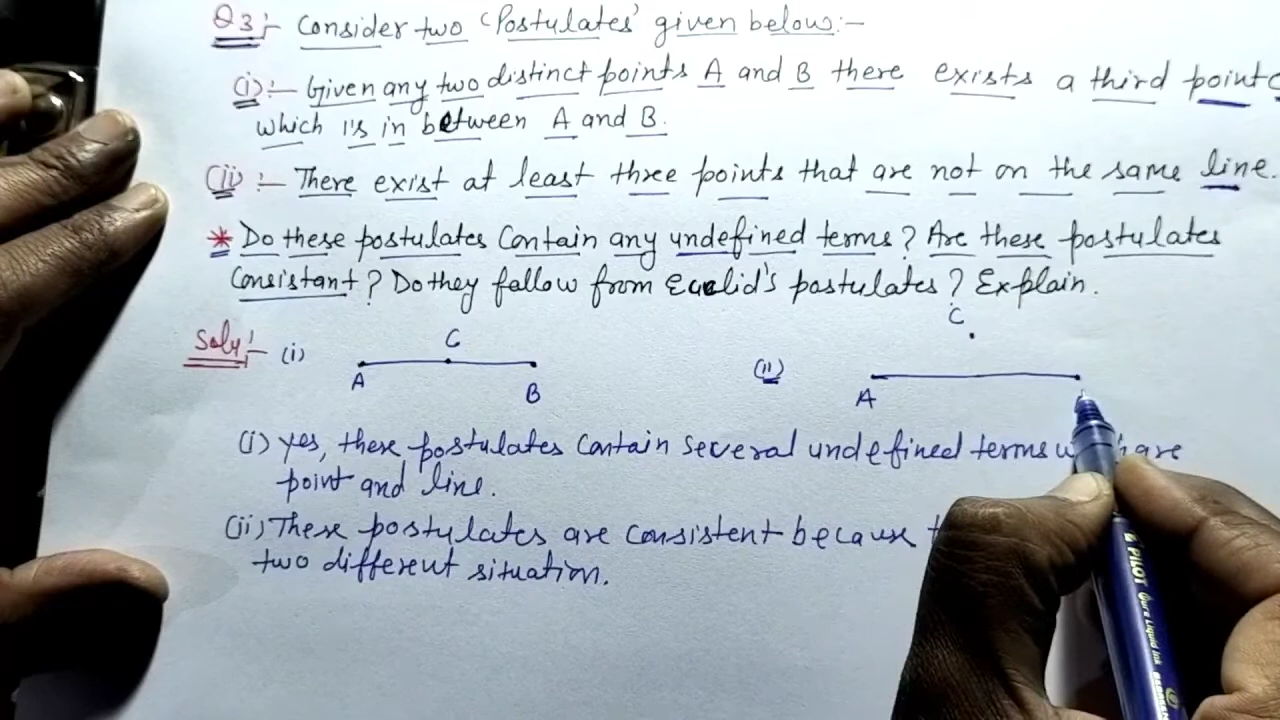 Q3:- Consider two 'Postulates' given below:-
(i):- Given any two distinct points A and B there exists a third point C
which is in between A and B.
(ii):- There exist at least three points that are not on the same line.
* Do these postulates Contain any undefined terms? Are these postulates
Consistant? Do they follow from Euclid's postulates? Explain.
Soln:- (i)
C
A
B
(ii)
C
A
(i) Yes, these postulates contain several undefined terms are
point and line.
(ii) These postulates are consistent because
two different situation.
PILOT